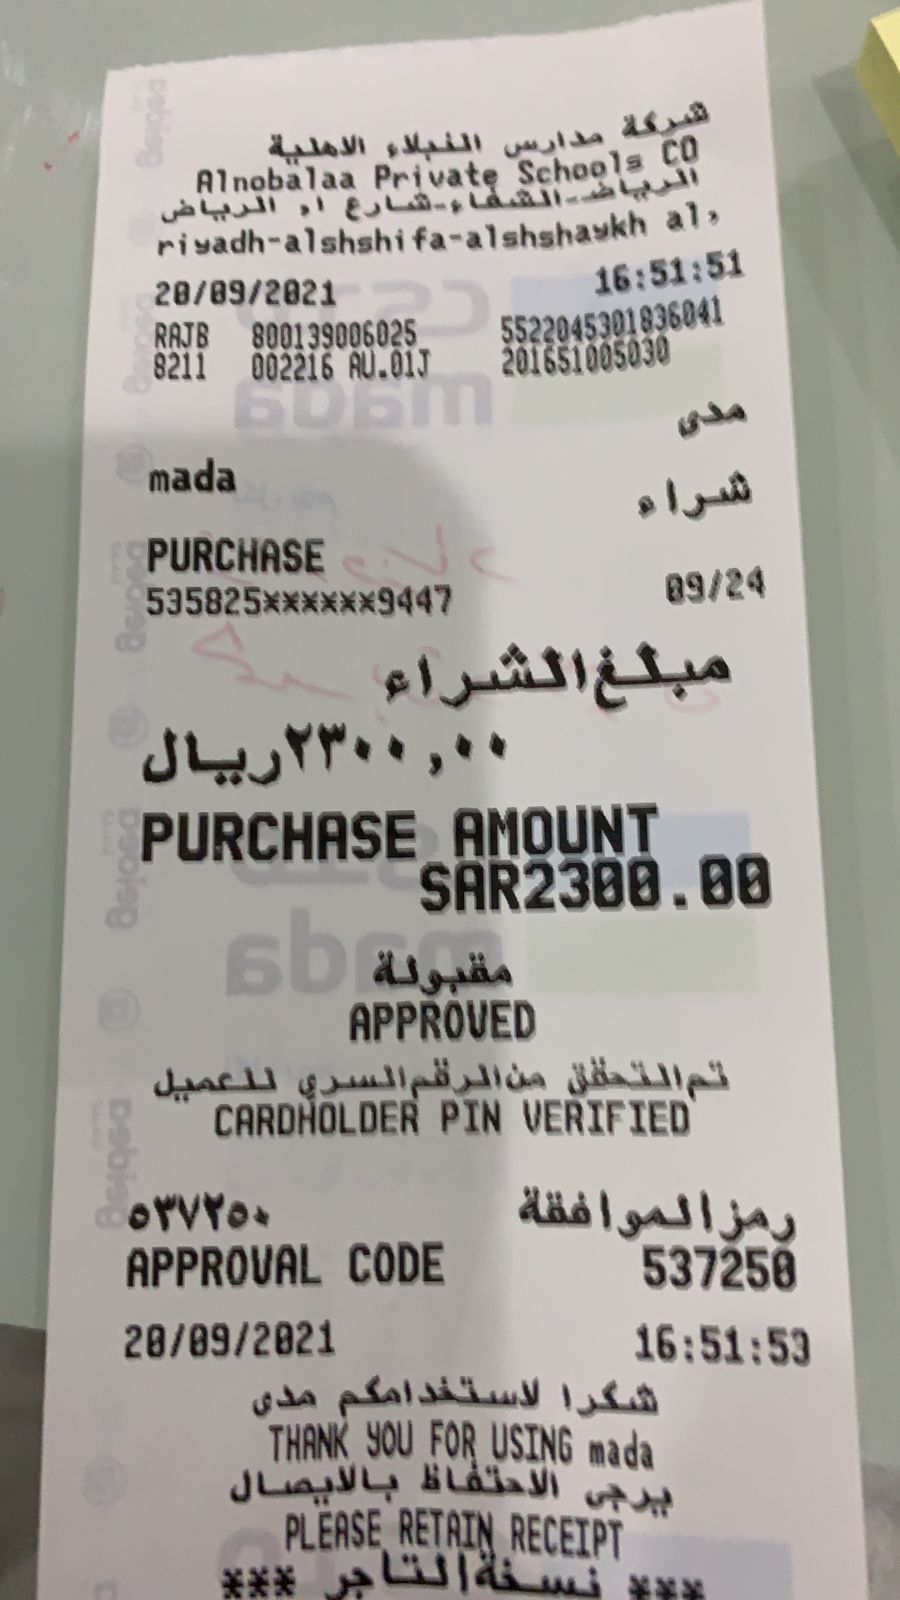 شركة مدارس النبلاء الاهلية
Alnobalaa Private Schools CO
الرياض-الشفاء-شارع ا, الرياض
riyadh-alshshifa-alshshaykh al,
20/09/2021 16:51:51
RAJB 800139006025 5522045301836041
8211 002216 AU.01J 201651005030
مدى
mada
شراء
PURCHASE
535825××××××9447 09/24
مبلغ الشراء
٢٣٠٠,٠٠ ريال
PURCHASE AMOUNT
SAR2300.00
مقبولة
APPROVED
تم التحقق من الرقم السري للعميل
CARDHOLDER PIN VERIFIED
رمز الموافقة ٥٣٧٢٥٠
APPROVAL CODE 537250
20/09/2021 16:51:53
شكرا لاستخدامكم مدى
THANK YOU FOR USING mada
يرجى الاحتفاظ بالايصال
PLEASE RETAIN RECEIPT
*** نسخة التاجر ***